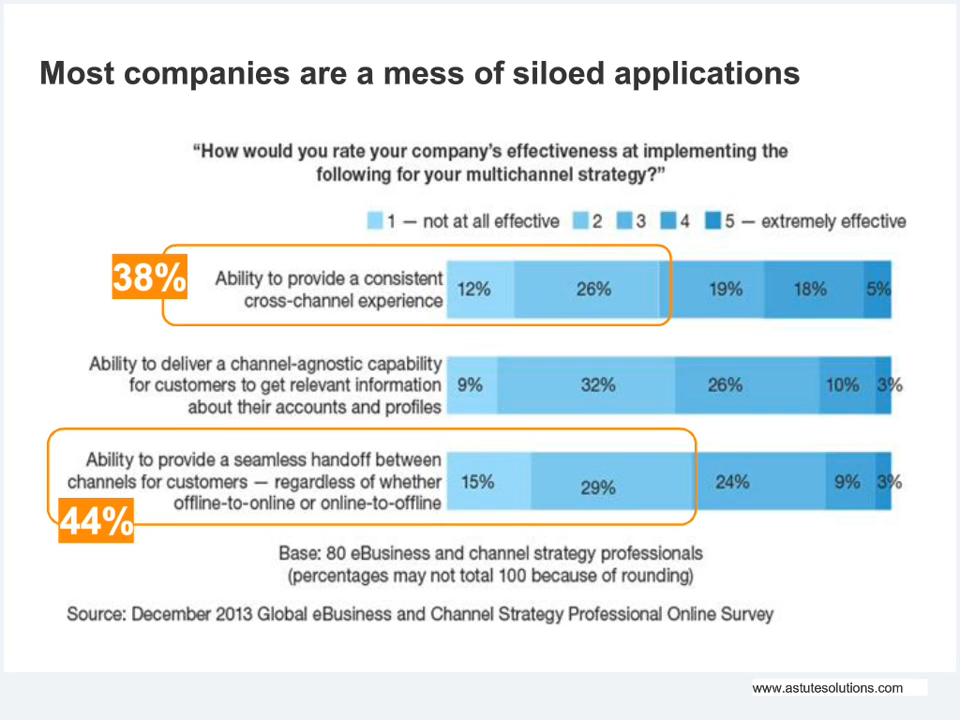 Most companies are a mess of siloed applications
“How would you rate your company’s effectiveness at implementing the
following for your multichannel strategy?”
1 — not at all effective 2 3 4 5 — extremely effective
38%
Ability to provide a consistent
cross-channel experience
12% 26% 19% 18% 5%
Ability to deliver a channel-agnostic capability
for customers to get relevant information
about their accounts and profiles
9% 32% 26% 10% 3%
Ability to provide a seamless handoff between
channels for customers — regardless of whether
offline-to-online or online-to-offline
44%
15% 29% 24% 9% 3%
Base: 80 eBusiness and channel strategy professionals
(percentages may not total 100 because of rounding)
Source: December 2013 Global eBusiness and Channel Strategy Professional Online Survey
www.astutesolutions.com